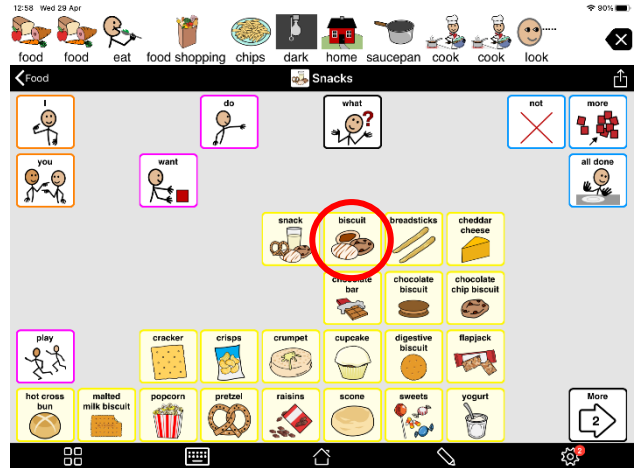 12:58 Wed 29 Apr 90%
food food eat food shopping chips dark home saucepan cook cook look
Food Snacks
I do what not more
you want all done
snack biscuit breadsticks cheddar
cheese
chocolate chocolate chocolate
bar biscuit chip biscuit
play cracker crisps crumpet cupcake digestive flapjack
biscuit
hot cross malted popcorn pretzel raisins scone sweets yogurt More
bun milk biscuit
2
2